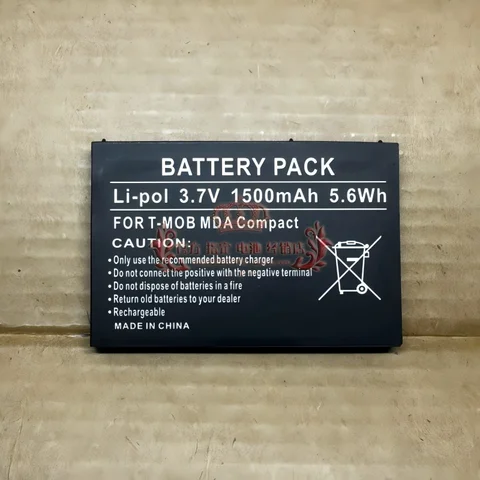 BATTERY PACK
Li-pol 3.7V 1500mAh 5.6Wh
FOR T-MOB MDA Compact
CAUTION:
• Only use the recommended battery charger
• Do not connect the positive with the negative terminal
• Do not dispose of batteries in a fire
• Return old batteries to your dealer
• Rechargeable
MADE IN CHINA